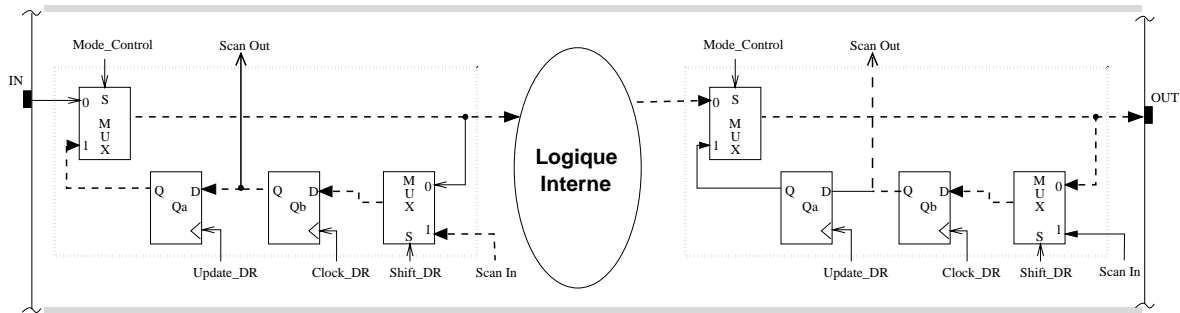 Mode_Control
Scan Out
Mode_Control
Scan Out
IN
OUT
0
S
M
U
X
1
Q
D
Qa
Q
D
Qb
M
U
X
0
1
S
Update_DR
Clock_DR
Shift_DR
Scan In
Logique
Interne
0
S
M
U
X
1
Q
D
Qa
Q
D
Qb
M
U
X
0
1
S
Update_DR
Clock_DR
Shift_DR
Scan In